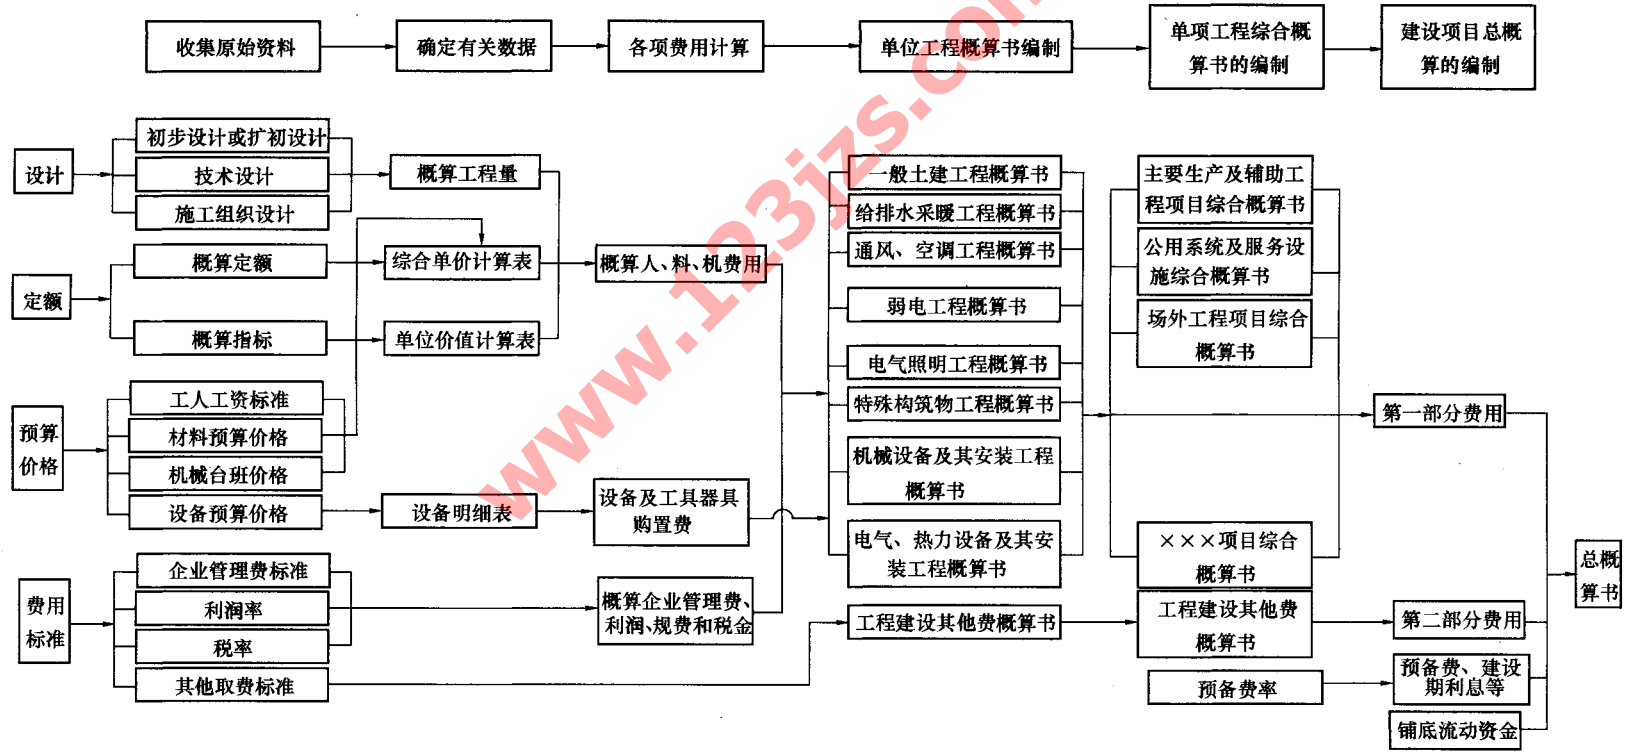 收集原始资料
确定有关数据
各项费用计算
单位工程概算书编制
单项工程综合概
算书的编制
建设项目总概
算的编制
设计
初步设计或扩初设计
技术设计
施工组织设计
概算工程量
定额
概算定额
概算指标
综合单价计算表
单位价值计算表
概算人、料、机费用
预算
价格
工人工资标准
材料预算价格
机械台班价格
设备预算价格
设备明细表
设备及工具器具
购置费
费用
标准
企业管理费标准
利润率
税率
其他取费标准
概算企业管理费、
利润、规费和税金
一般土建工程概算书
给排水采暖工程概算书
通风、空调工程概算书
弱电工程概算书
电气照明工程概算书
特殊构筑物工程概算书
机械设备及其安装工程
概算书
电气、热力设备及其安
装工程概算书
工程建设其他费概算书
主要生产及辅助工
程项目综合概算书
公用系统及服务设
施综合概算书
场外工程项目综合
概算书
×××项目综合
概算书
工程建设其他费
概算书
预备费率
第一部分费用
第二部分费用
预备费、建设
期利息等
铺底流动资金
总概
算书
www.123jzs.com